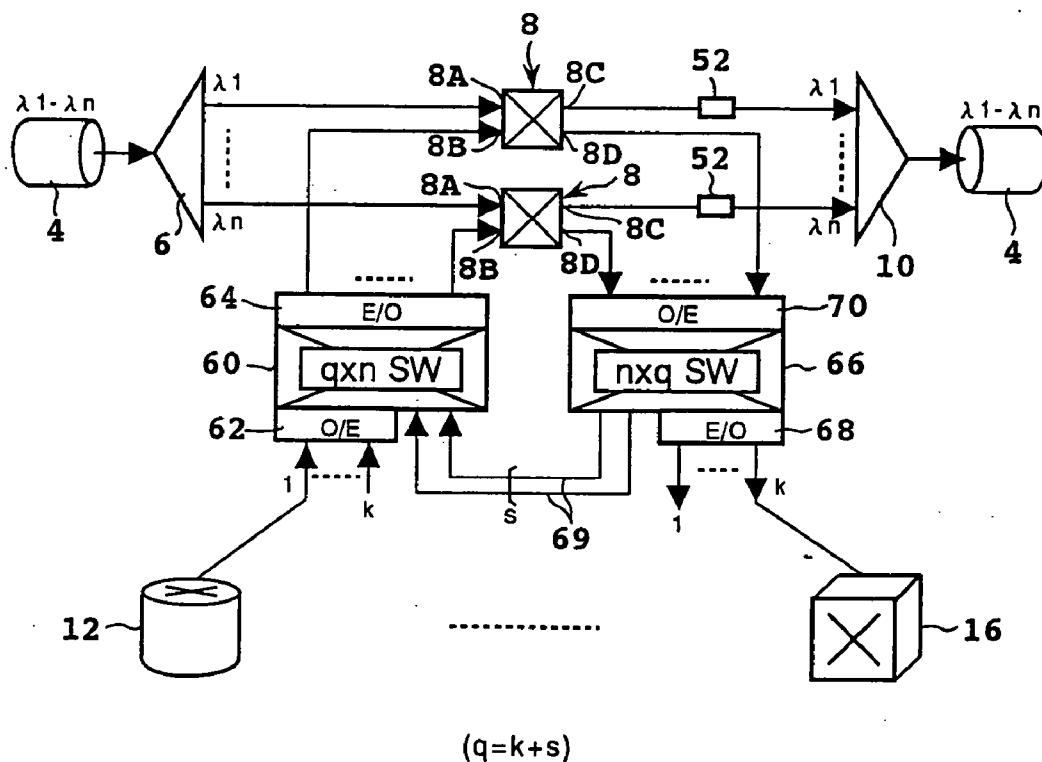 8
8A
8C
52
λ1-λn
λ1
λ1
λ1-λn
8B
8D
8A
8
52
4
6
λn
8C
λn
10
4
8B
8D
64
E/O
O/E
70
60
qxn SW
nxq SW
66
62
O/E
E/O
68
1
k
s
69
1
k
12
16
(q=k+s)